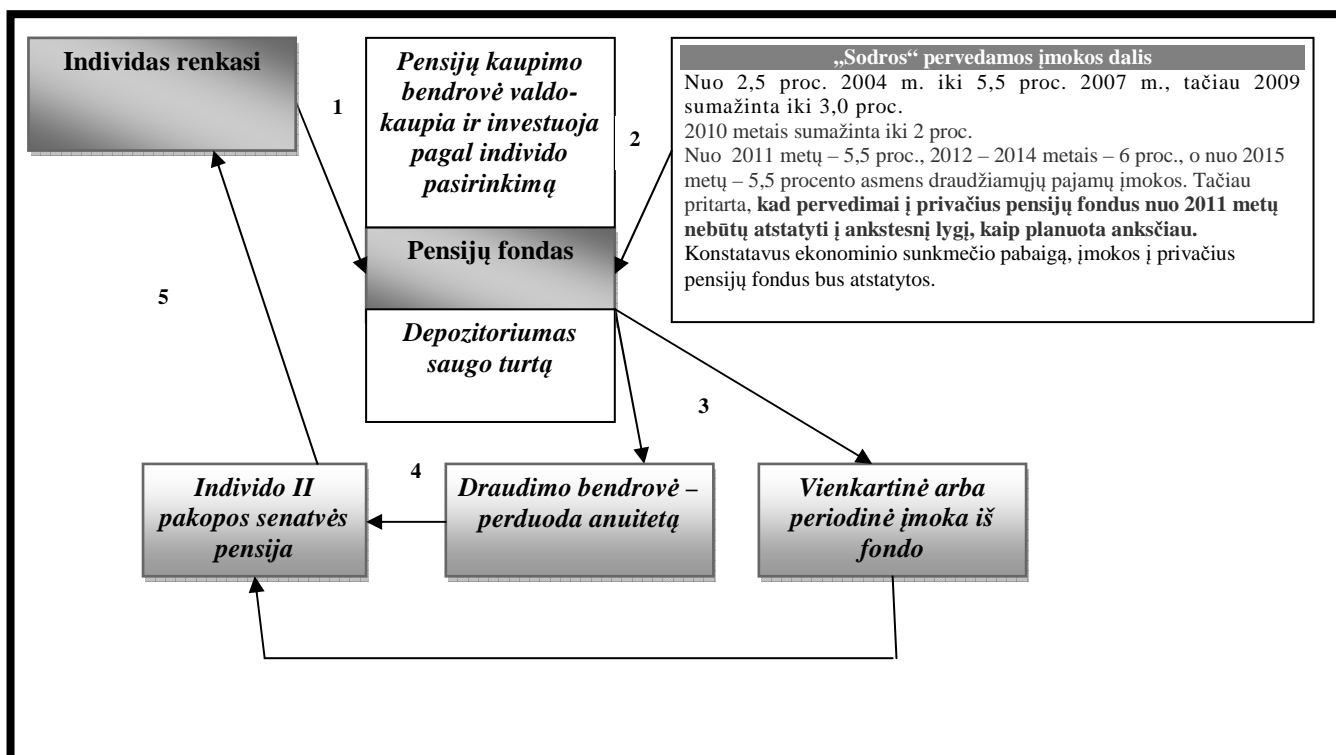 Individas renkasi
1
Pensijų kaupimo
bendrovė valdo-
kaupia ir investuoja
pagal individo
pasirinkimą
2
„Sodros“ pervedamos įmokos dalis
Nuo 2,5 proc. 2004 m. iki 5,5 proc. 2007 m., tačiau 2009
sumažinta iki 3,0 proc.
2010 metais sumažinta iki 2 proc.
Nuo 2011 metų – 5,5 proc., 2012 – 2014 metais – 6 proc., o nuo 2015
metų – 5,5 procento asmens draudžiamųjų pajamų įmokos. Tačiau
pritarta, kad pervedimai į privačius pensijų fondus nuo 2011 metų
nebūtų atstatyti į ankstesnį lygį, kaip planuota anksčiau.
Konstatavus ekonominio sunkmečio pabaigą, įmokos į privačius
pensijų fondus bus atstatytos.
Pensijų fondas
5
Depozitoriumas
saugo turtą
3
4
Individo II
pakopos senatvės
pensija
Draudimo bendrovė –
perduoda anuitetą
Vienkartinė arba
periodinė įmoka iš
fondo